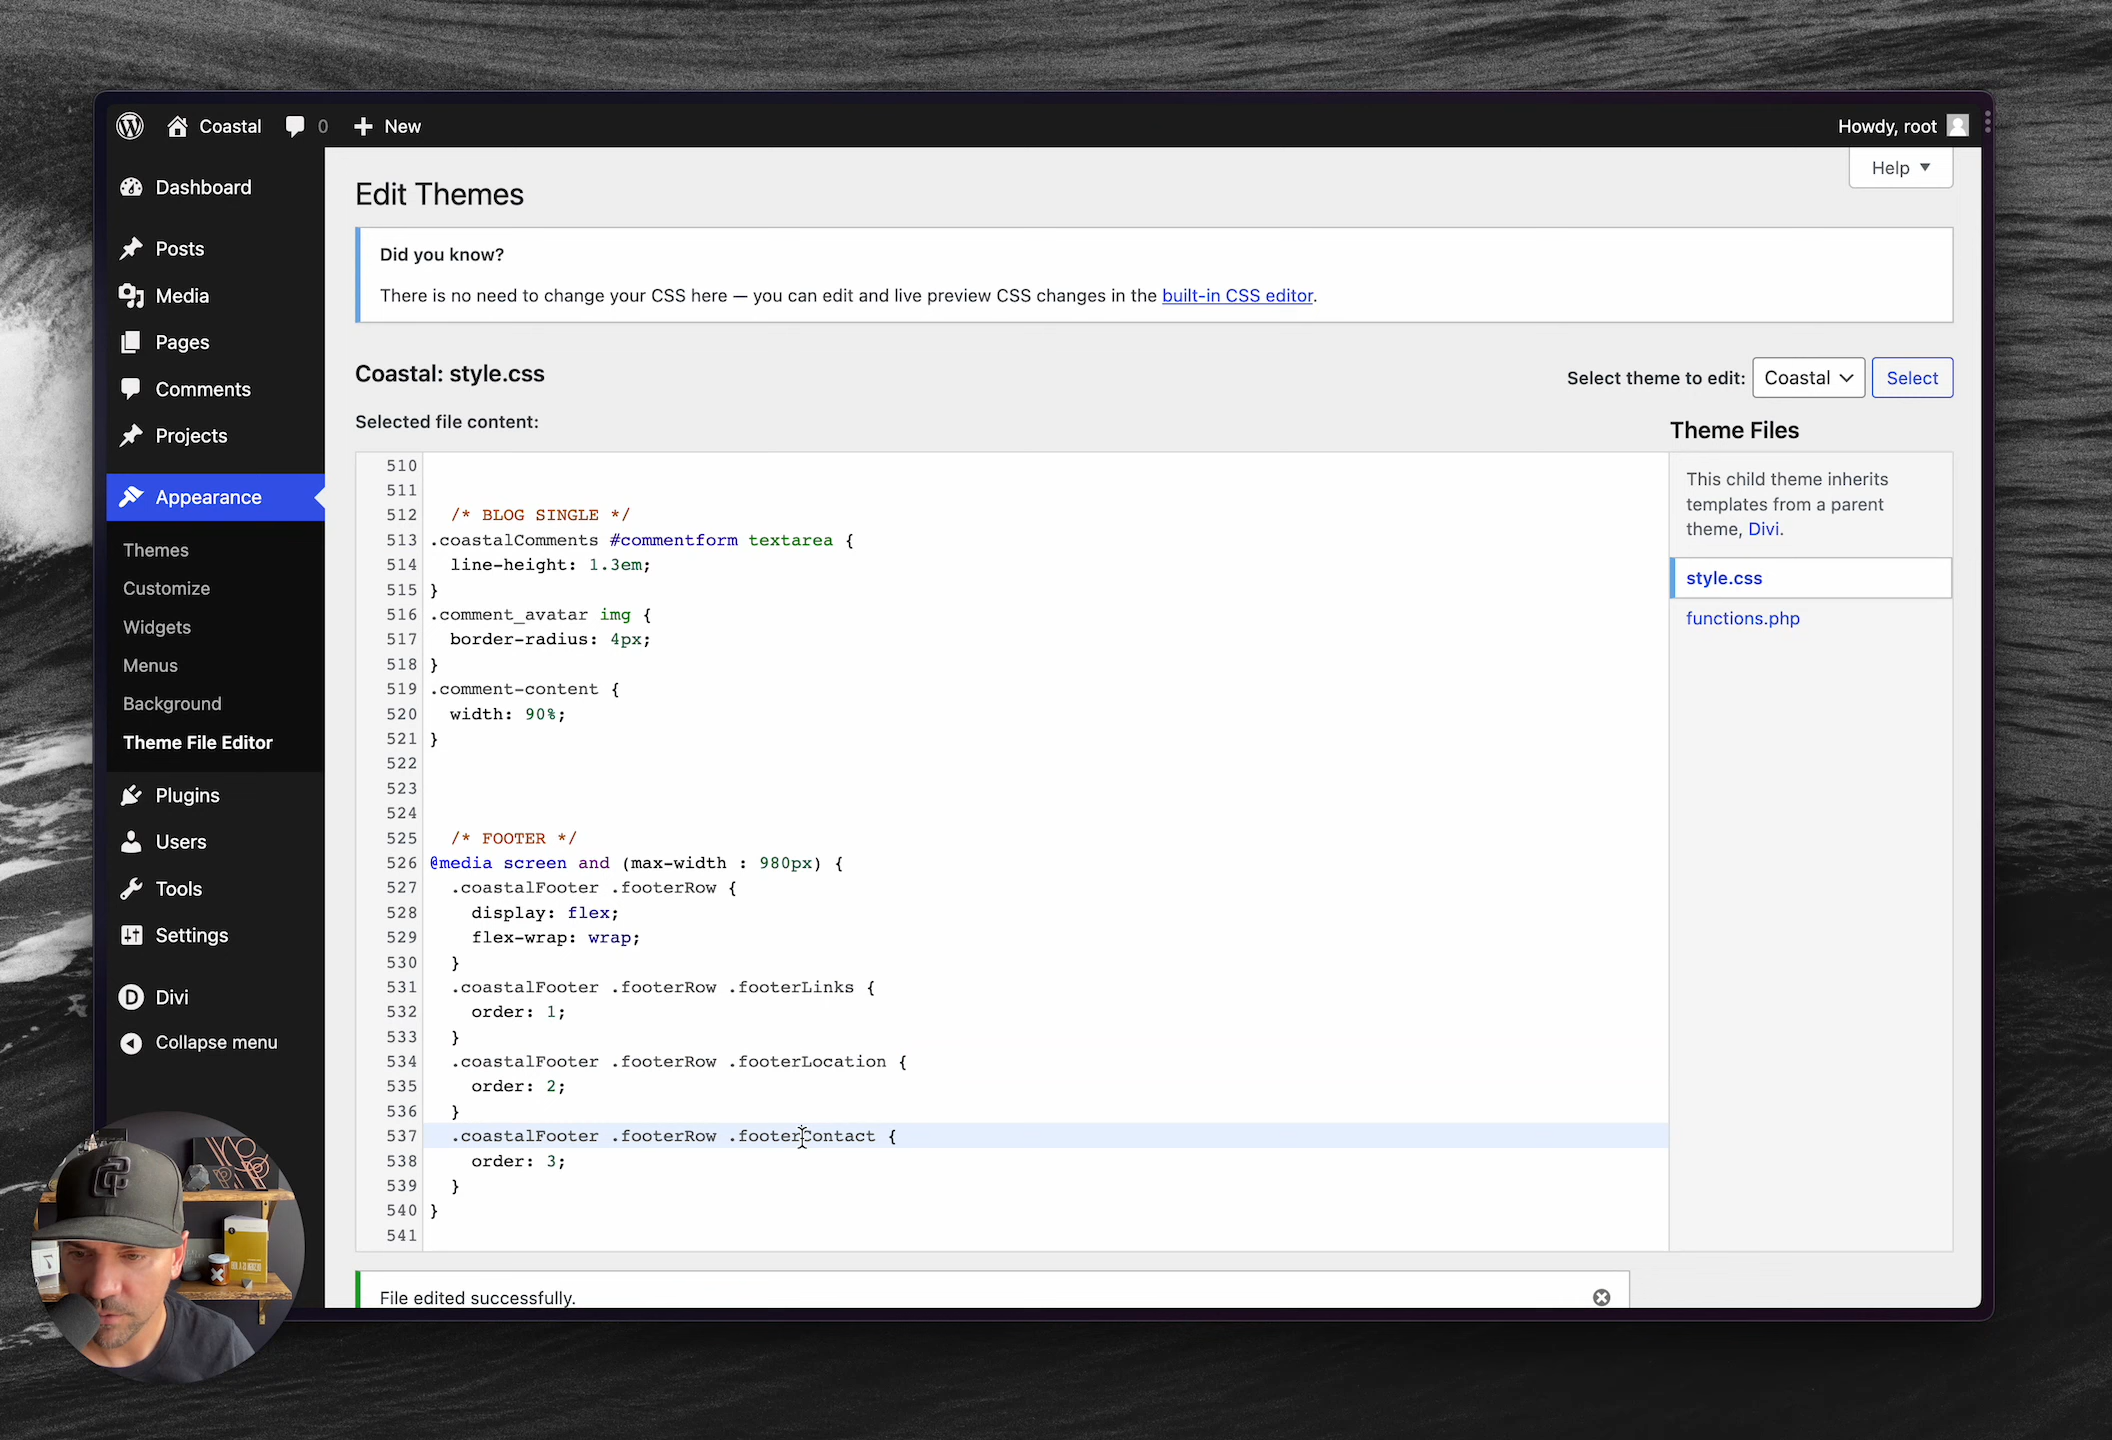 Coastal
0
New
Howdy, root
Help
Dashboard
Posts
Media
Pages
Comments
Projects
Appearance
Themes
Customize
Widgets
Menus
Background
Theme File Editor
Plugins
Users
Tools
Settings
Divi
Collapse menu
Edit Themes
Did you know?
There is no need to change your CSS here — you can edit and live preview CSS changes in the built-in CSS editor.
Coastal: style.css
Select theme to edit: Coastal Select
Selected file content:
510
511
512 /* BLOG SINGLE */
513 .coastalComments #commentform textarea {
514 line-height: 1.3em;
515 }
516 .comment_avatar img {
517 border-radius: 4px;
518 }
519 .comment-content {
520 width: 90%;
521 }
522
523
524
525 /* FOOTER */
526 @media screen and (max-width : 980px) {
527 .coastalFooter .footerRow {
528 display: flex;
529 flex-wrap: wrap;
530 }
531 .coastalFooter .footerRow .footerLinks {
532 order: 1;
533 }
534 .coastalFooter .footerRow .footerLocation {
535 order: 2;
536 }
537 .coastalFooter .footerRow .footerContact {
538 order: 3;
539 }
540 }
541
Theme Files
This child theme inherits
templates from a parent
theme, Divi.
style.css
functions.php
File edited successfully.